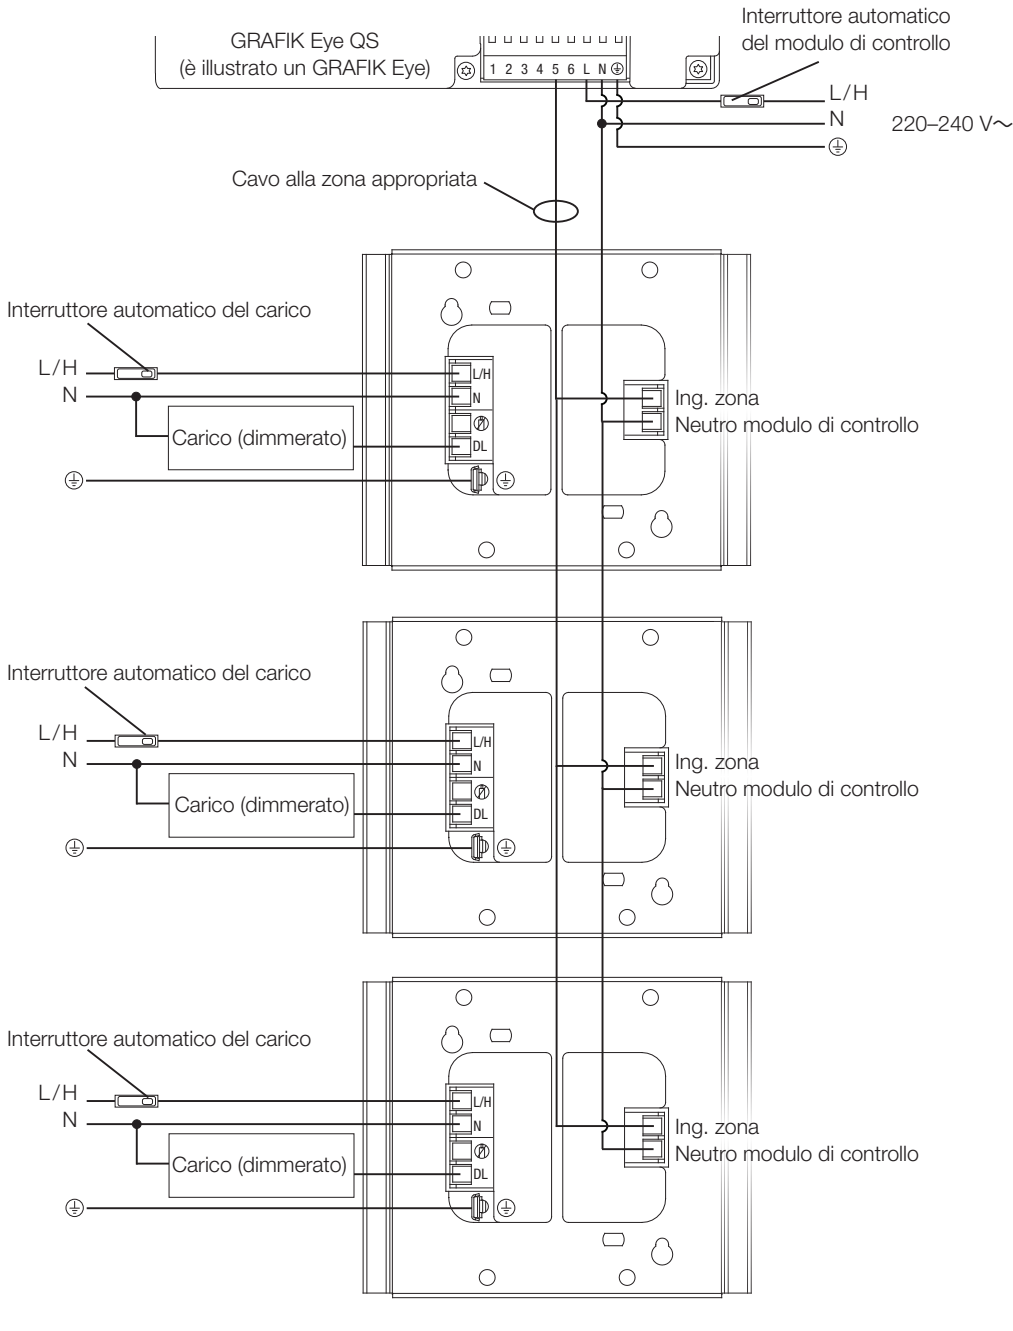 Interruttore automatico
del modulo di controllo
GRAFIK Eye QS
(è illustrato un GRAFIK Eye)
1 2 3 4 5 6 L N
L/H
N
220–240 V~
Cavo alla zona appropriata
Interruttore automatico del carico
L/H
N
Carico (dimmerato)
L/H
N
DL
Ing. zona
Neutro modulo di controllo
Interruttore automatico del carico
L/H
N
Carico (dimmerato)
L/H
N
DL
Ing. zona
Neutro modulo di controllo
Interruttore automatico del carico
L/H
N
Carico (dimmerato)
L/H
N
DL
Ing. zona
Neutro modulo di controllo